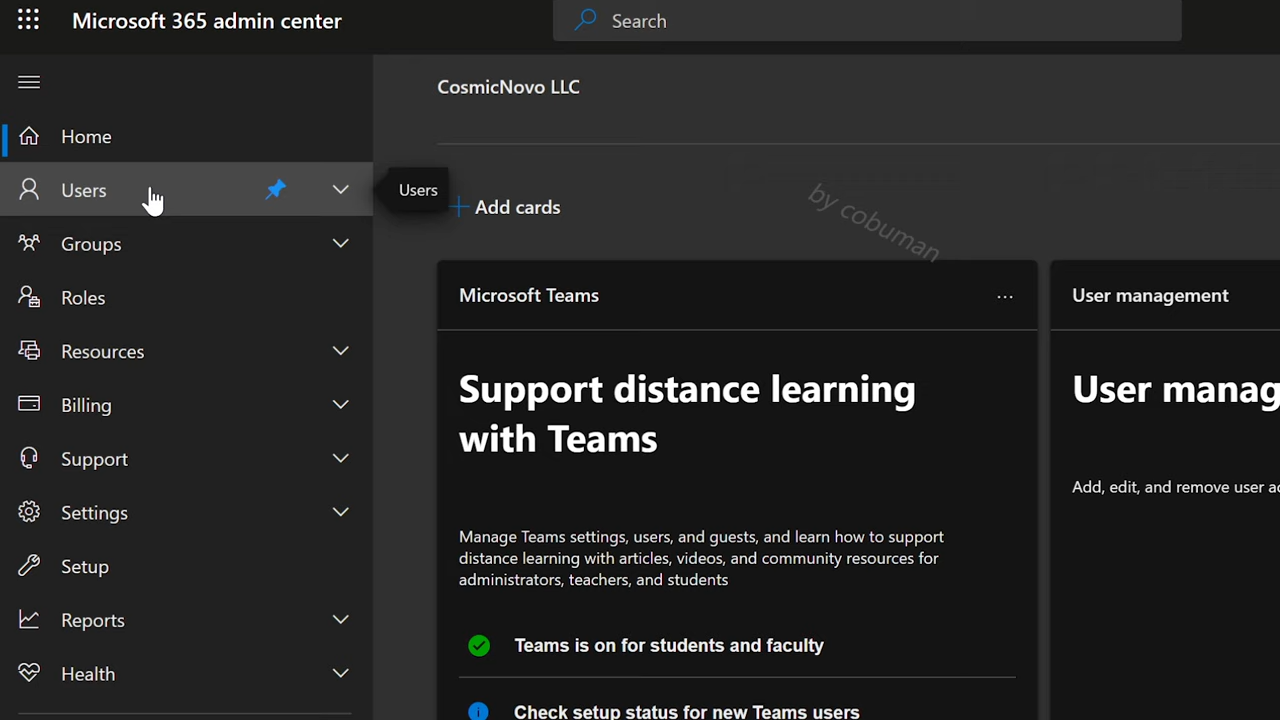 Microsoft 365 admin center
Search
CosmicNovo LLC
Home
Users
Users
Groups
Roles
Resources
Billing
Support
Settings
Setup
Reports
Health
Add cards
by cobuman
Microsoft Teams
Support distance learning
with Teams
Manage Teams settings, users, and guests, and learn how to support
distance learning with articles, videos, and community resources for
administrators, teachers, and students
Teams is on for students and faculty
Check setup status for new Teams users
User management
User manag
Add, edit, and remove user a